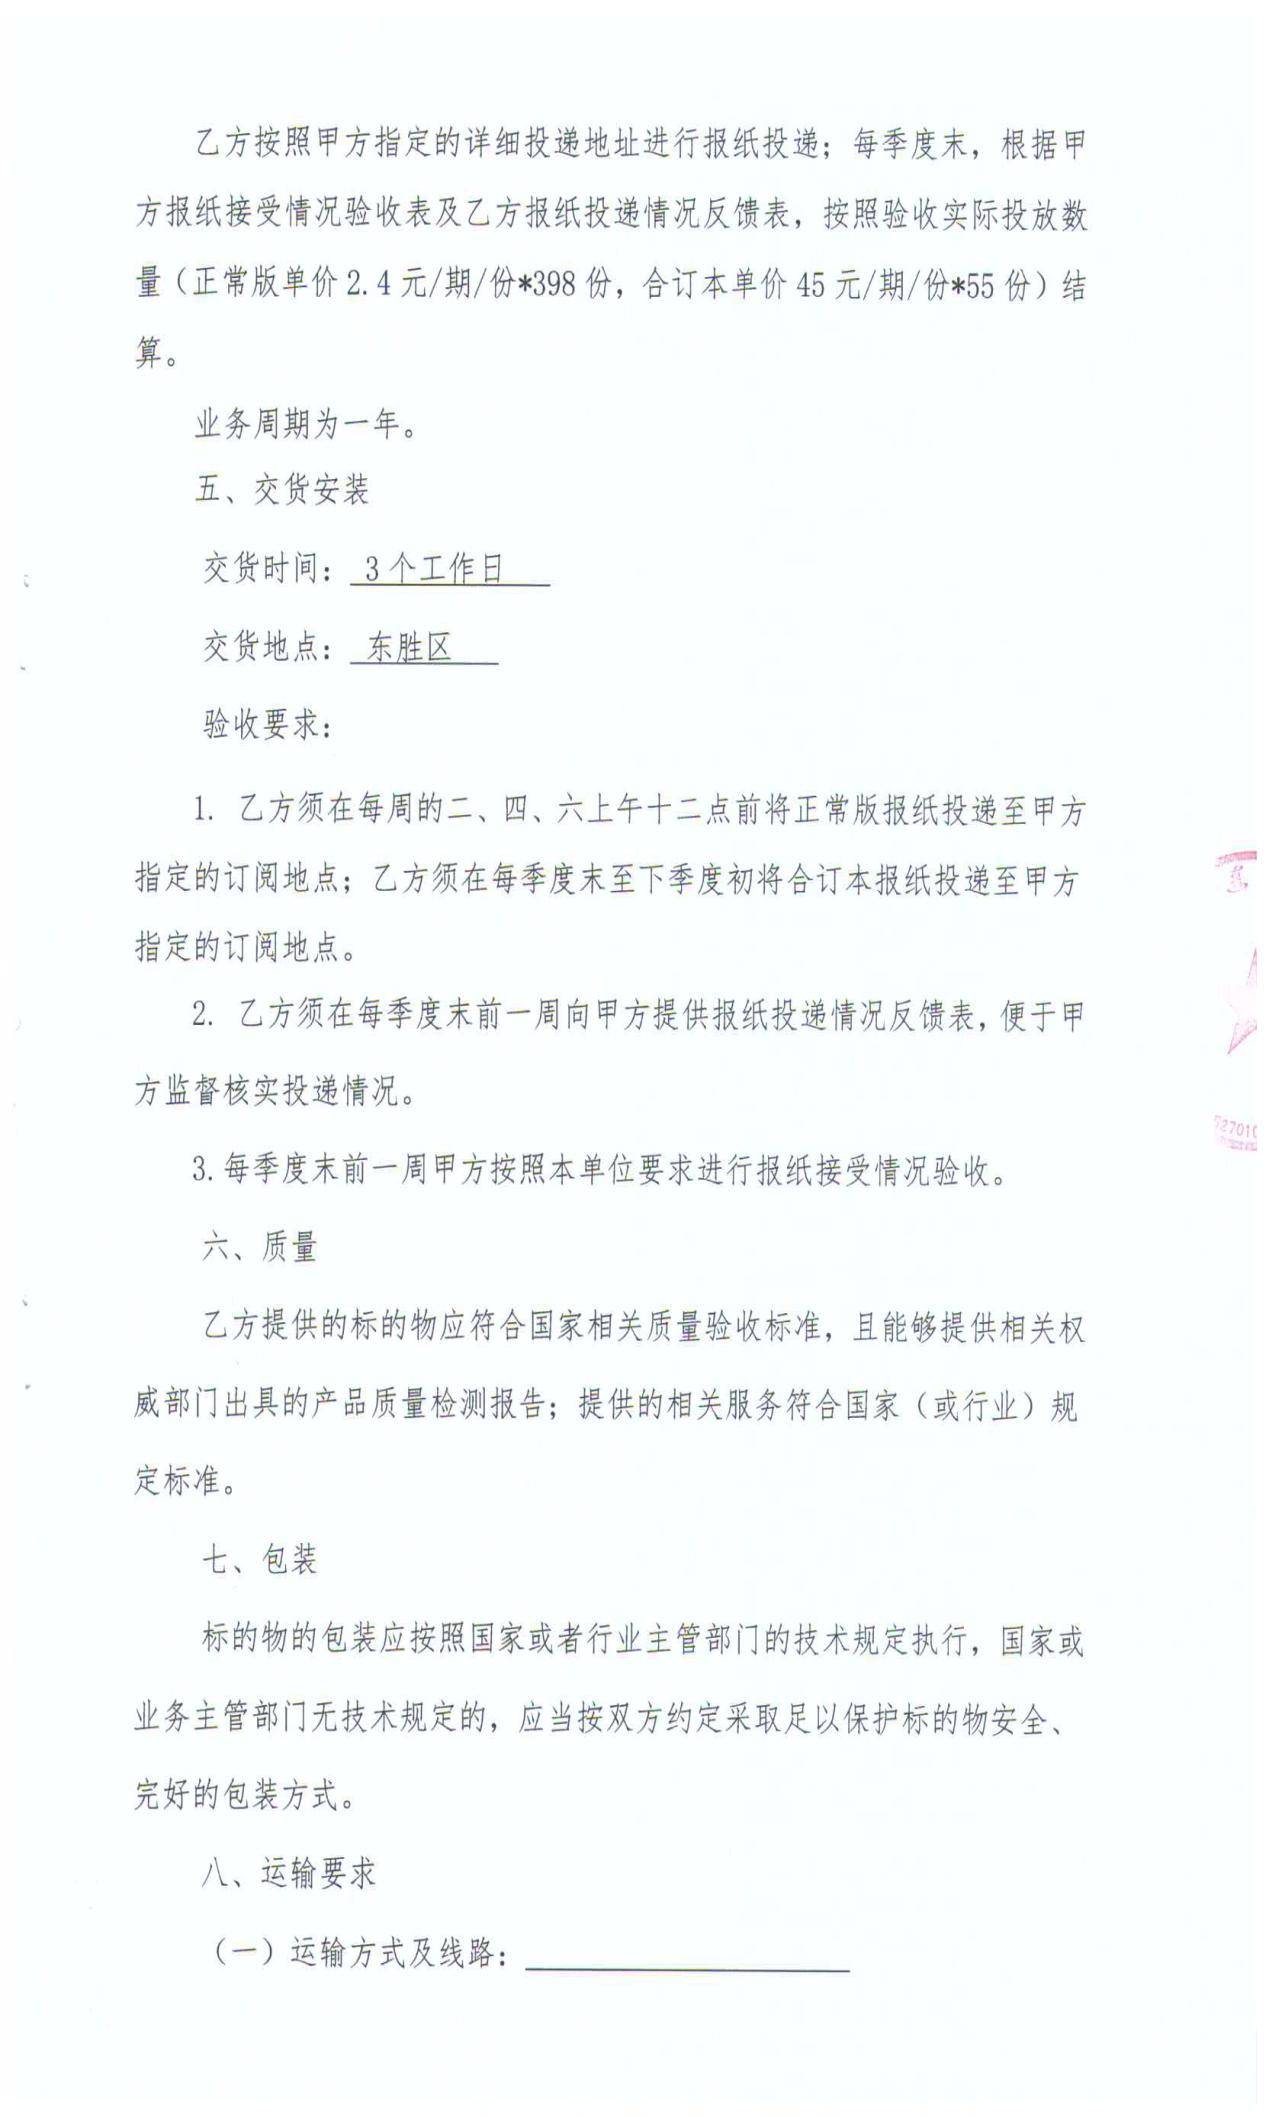 乙方按照甲方指定的详细投递地址进行报纸投递；每季度末，根据甲
方报纸接受情况验收表及乙方报纸投递情况反馈表，按照验收实际投放数
量（正常版单价 2.4 元/期/份*398 份，合订本单价 45 元/期/份*55 份）结
算。
业务周期为一年。
五、交货安装
交货时间： 3 个工作日
交货地点： 东胜区
验收要求：
1. 乙方须在每周的二、四、六上午十二点前将正常版报纸投递至甲方
指定的订阅地点；乙方须在每季度末至下季度初将合订本报纸投递至甲方
指定的订阅地点。
2. 乙方须在每季度末前一周向甲方提供报纸投递情况反馈表，便于甲
方监督核实投递情况。
3.每季度末前一周甲方按照本单位要求进行报纸接受情况验收。
六、质量
乙方提供的标的物应符合国家相关质量验收标准，且能够提供相关权
威部门出具的产品质量检测报告；提供的相关服务符合国家（或行业）规
定标准。
七、包装
标的物的包装应按照国家或者行业主管部门的技术规定执行，国家或
业务主管部门无技术规定的，应当按双方约定采取足以保护标的物安全、
完好的包装方式。
八、运输要求
（一）运输方式及线路：